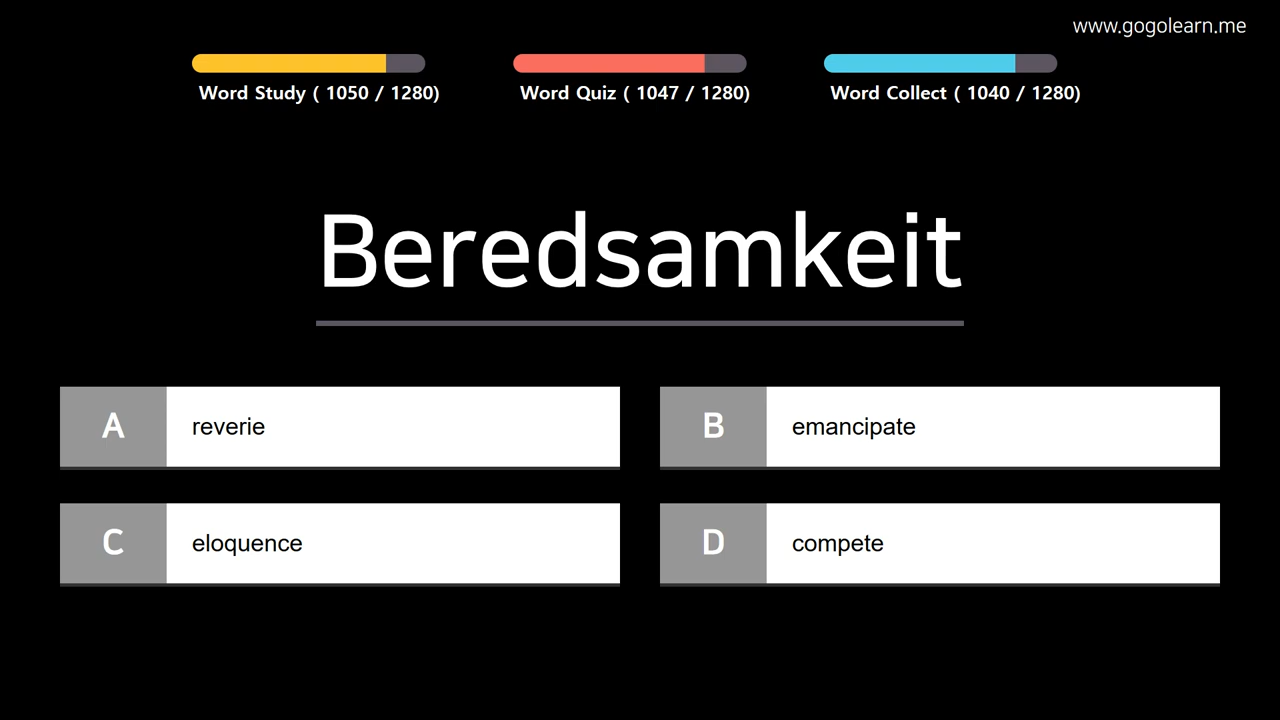 www.gogolearn.me
Word Study ( 1050 / 1280)
Word Quiz ( 1047 / 1280)
Word Collect ( 1040 / 1280)
Beredsamkeit
A reverie
B emancipate
C eloquence
D compete